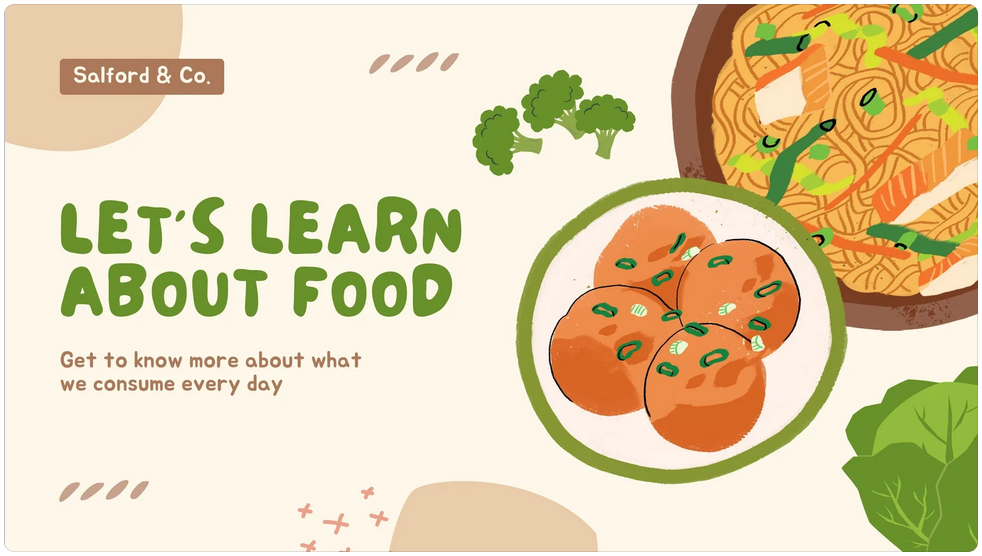 Salford & Co.
LET'S LEARN
ABOUT FOOD
Get to know more about what
we consume every day